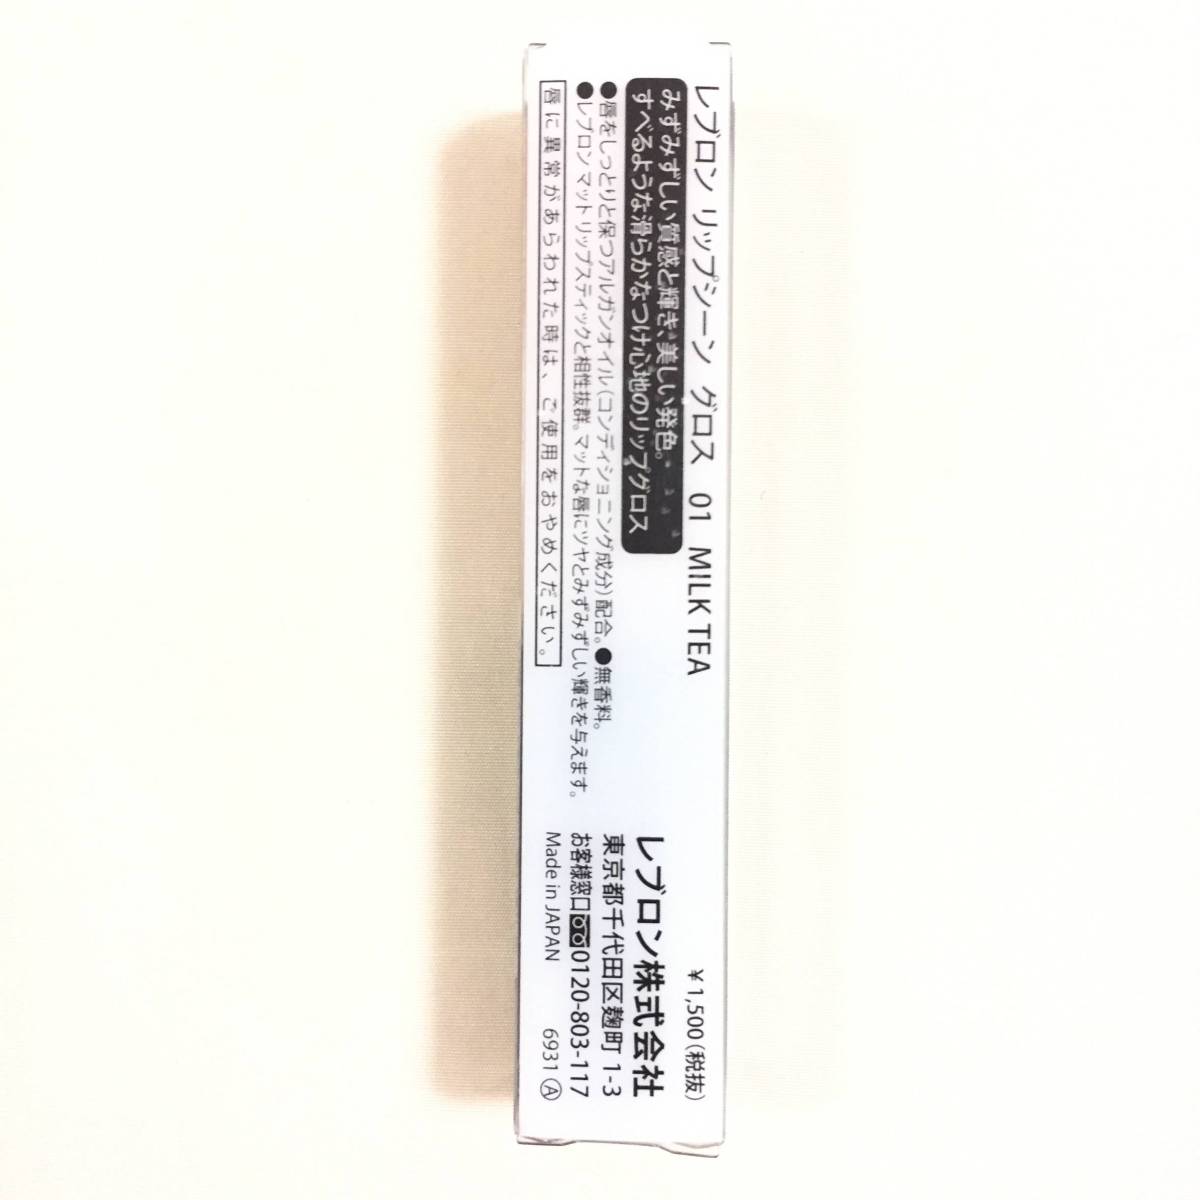 レブロン リップシーン グロス 01 MILK TEA
¥1,500(税抜)
みずみずしい質感と輝き、美しい発色。
すべるような滑らかなつけ心地のリップグロス
●唇をしっとりと保つアルガンオイル(コンディショニング成分)配合。●無香料。
●レブロン マット リップスティックと相性抜群。マットな唇にツヤとみずみずしい輝きを与えます。
唇に異常があらわれた時は、ご使用をおやめください。
レブロン株式会社
東京都千代田区麹町 1-3
お客様窓口 0120-803-117
Made in JAPAN 6931 Ⓐ